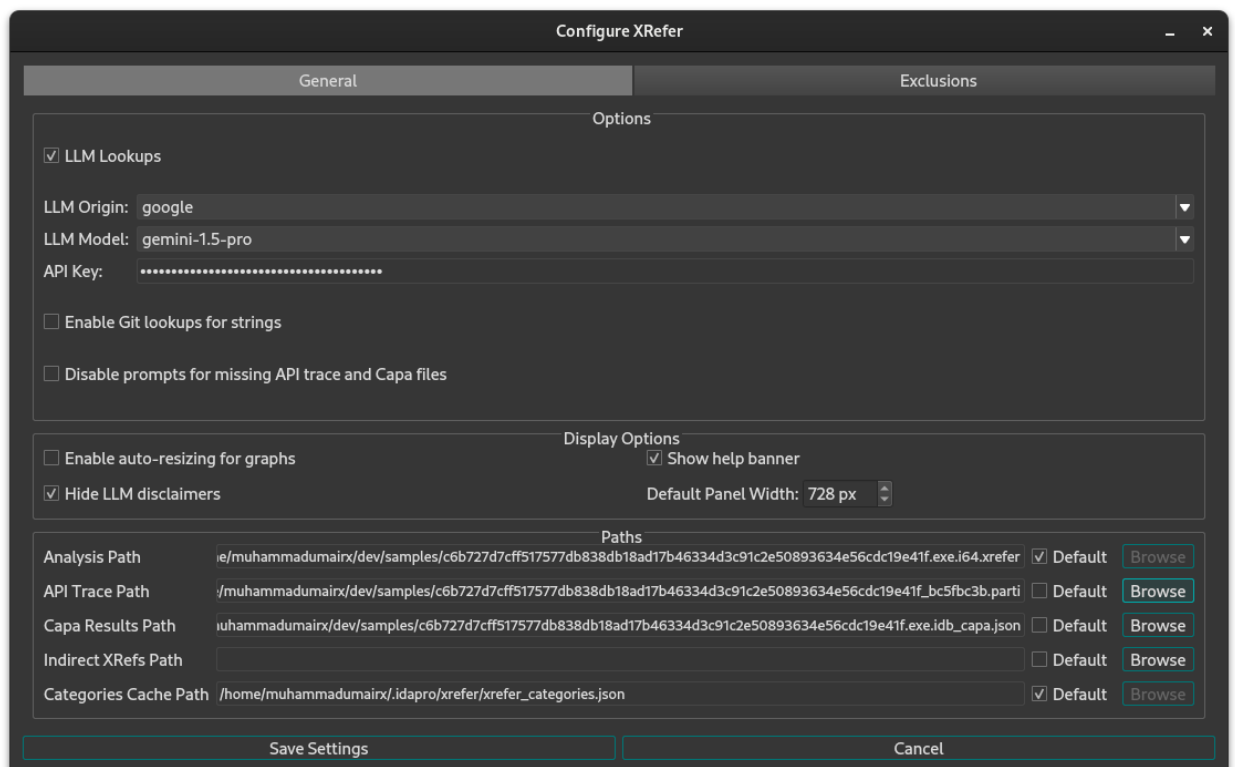 Configure XRefer
General Exclusions
Options
LLM Lookups
LLM Origin: google
LLM Model: gemini-1.5-pro
API Key: ••••••••••••••••••••••••••••••••••••••
Enable Git lookups for strings
Disable prompts for missing API trace and Capa files
Display Options
Enable auto-resizing for graphs Show help banner
Hide LLM disclaimers Default Panel Width: 728 px
Paths
Analysis Path e/muhammadumairx/dev/samples/c6b727d7cff517577db838db18ad17b46334d3c91c2e50893634e56cdc19e41f.exe.i64.xrefer Default Browse
API Trace Path /muhammadumairx/dev/samples/c6b727d7cff517577db838db18ad17b46334d3c91c2e50893634e56cdc19e41f_bc5fbc3b.parti Default Browse
Capa Results Path uhammadumairx/dev/samples/c6b727d7cff517577db838db18ad17b46334d3c91c2e50893634e56cdc19e41f.exe.idb_capa.json Default Browse
Indirect XRefs Path Default Browse
Categories Cache Path /home/muhammadumairx/.idapro/xrefer/xrefer_categories.json Default Browse
Save Settings Cancel